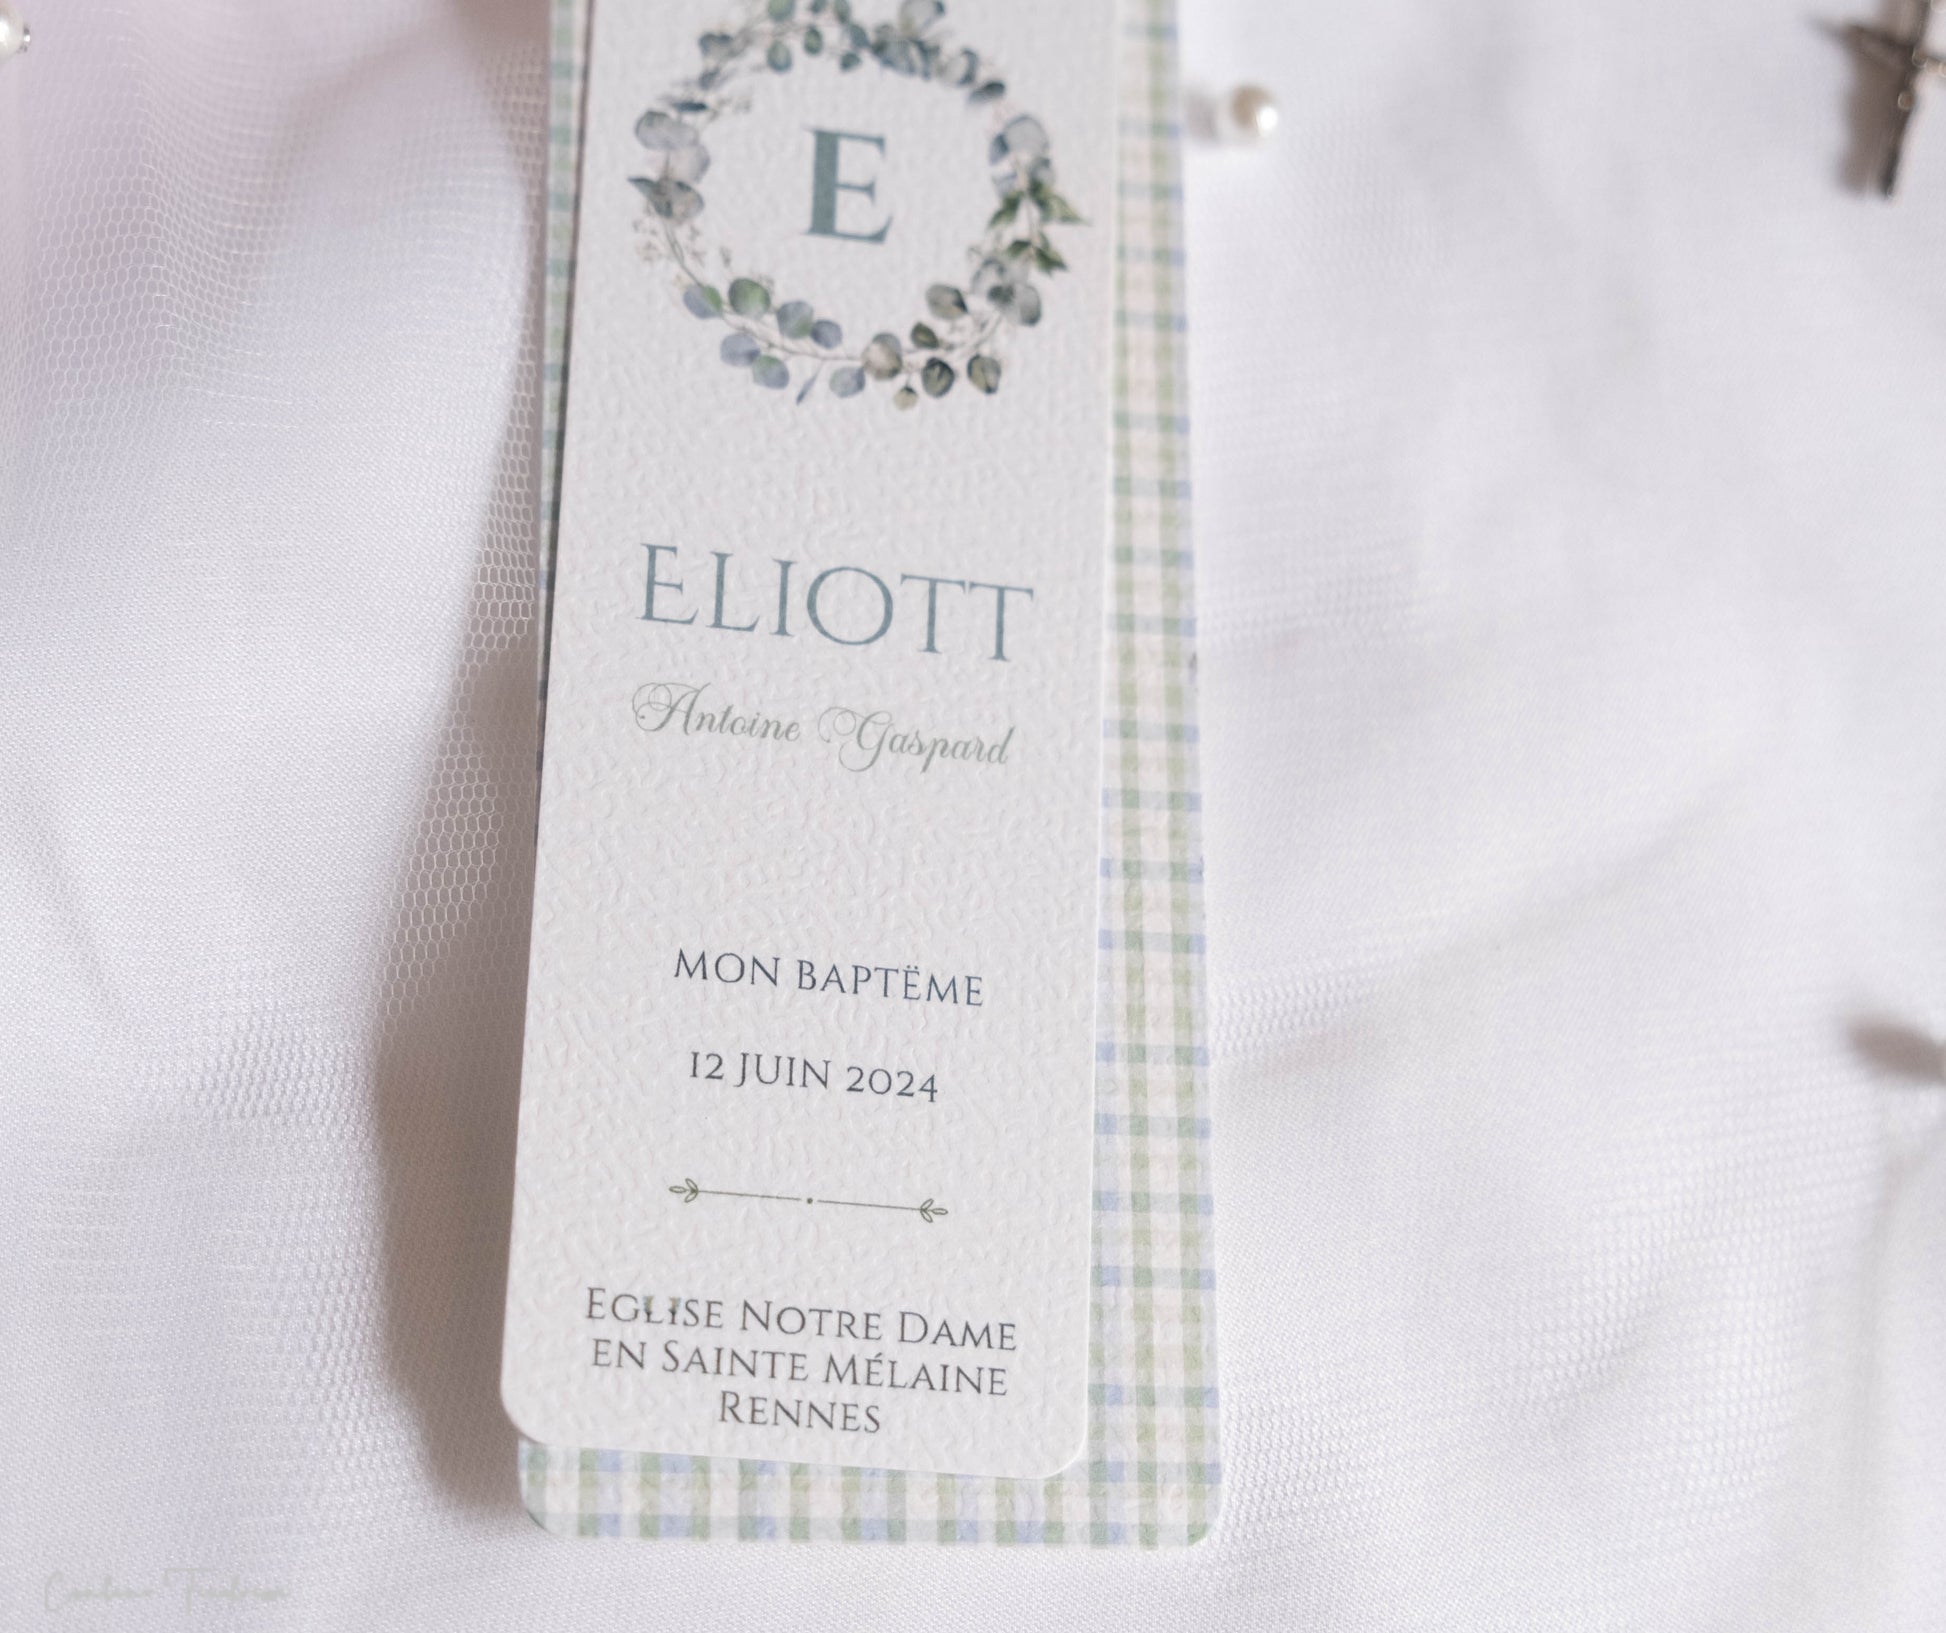 E
ELIOTT
Antoine Gaspard
MON BAPTËME
12 JUIN 2024
EGLISE NOTRE DAME
EN SAINTE MÉLAINE
RENNES